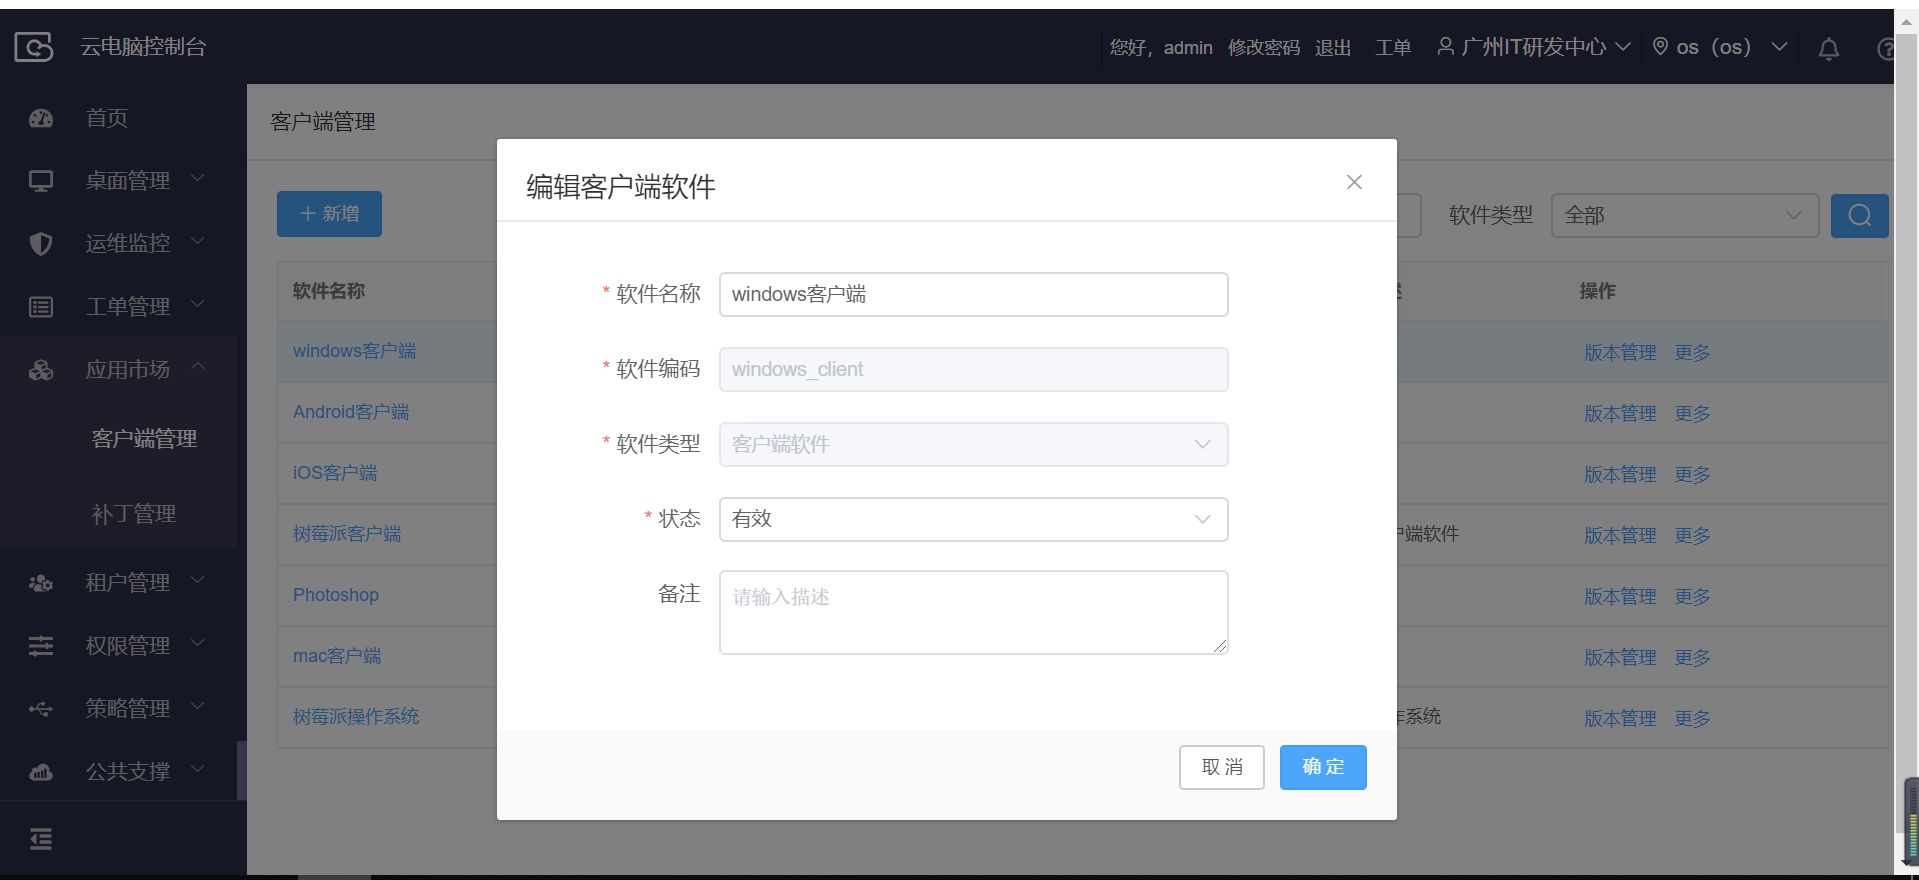 云电脑控制台
您好，admin 修改密码 退出 工单 广州IT研发中心 os（os）
首页
桌面管理
运维监控
工单管理
应用市场
客户端管理
补丁管理
租户管理
权限管理
策略管理
公共支撑
客户端管理
新增
软件类型 全部
软件名称 操作
windows客户端 版本管理 更多
Android客户端 版本管理 更多
iOS客户端 版本管理 更多
树莓派客户端 端软件 版本管理 更多
Photoshop 版本管理 更多
mac客户端 版本管理 更多
树莓派操作系统 系统 版本管理 更多
编辑客户端软件
* 软件名称 windows客户端
* 软件编码 windows_client
* 软件类型 客户端软件
* 状态 有效
备注 请输入描述
取消 确定